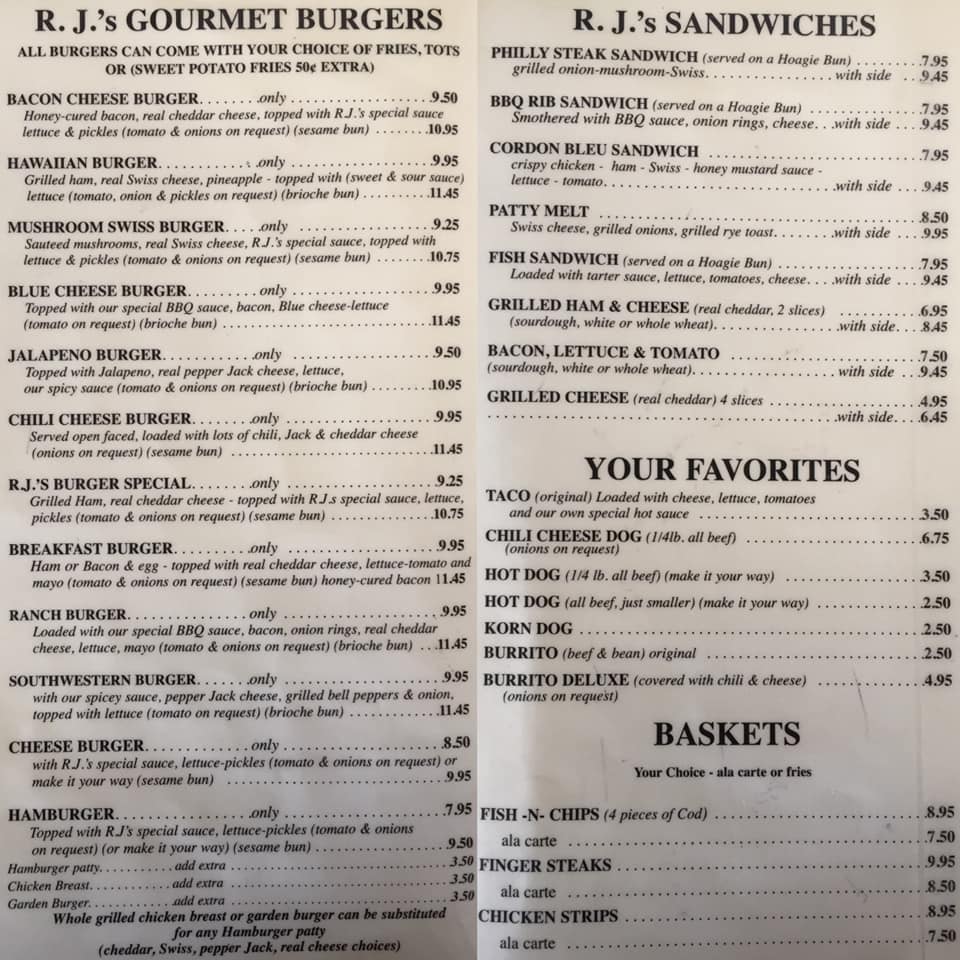 R. J.'s GOURMET BURGERS
ALL BURGERS CAN COME WITH YOUR CHOICE OF FRIES, TOTS
OR (SWEET POTATO FRIES 50¢ EXTRA)
BACON CHEESE BURGER........only....................9.50
Honey-cured bacon, real cheddar cheese, topped with R.J.'s special sauce
lettuce & pickles (tomato & onions on request) (sesame bun) ........10.95
HAWAIIAN BURGER.............only....................9.95
Grilled ham, real Swiss cheese, pineapple - topped with (sweet & sour sauce)
lettuce (tomato, onion & pickles on request) (brioche bun) ..........11.45
MUSHROOM SWISS BURGER.....only...................9.25
Sauteed mushrooms, real Swiss cheese, R.J.'s special sauce, topped with
lettuce & pickles (tomato & onions on request) (sesame bun) ........10.75
BLUE CHEESE BURGER.........only....................9.95
Topped with our special BBQ sauce, bacon, Blue cheese-lettuce
(tomato on request) (brioche bun) ..............................11.45
JALAPENO BURGER............only....................9.50
Topped with Jalapeno, real pepper Jack cheese, lettuce,
our spicy sauce (tomato & onions on request) (brioche bun) .........10.95
CHILI CHEESE BURGER........only....................9.95
Served open faced, loaded with lots of chili, Jack & cheddar cheese
(onions on request) (sesame bun) .............................11.45
R.J.'S BURGER SPECIAL........only....................9.25
Grilled Ham, real cheddar cheese - topped with R.J.s special sauce, lettuce,
pickles (tomato & onions on request) (sesame bun) ...............10.75
BREAKFAST BURGER..........only....................9.95
Ham or Bacon & egg - topped with real cheddar cheese, lettuce-tomato and
mayo (tomato & onions on request) (sesame bun) honey-cured bacon 11.45
RANCH BURGER................only....................9.95
Loaded with our special BBQ sauce, bacon, onion rings, real cheddar
cheese, lettuce, mayo (tomato & onions on request) (brioche bun) ...11.45
SOUTHWESTERN BURGER.......only....................9.95
with our spicey sauce, pepper Jack cheese, grilled bell peppers & onion,
topped with lettuce (tomato on request) (brioche bun) .............11.45
CHEESE BURGER..............only.....................8.50
with R.J.'s special sauce, lettuce-pickles (tomato & onions on request) or
make it your way (sesame bun) ...............................9.95
HAMBURGER..................only.....................7.95
Topped with R.J's special sauce, lettuce-pickles (tomato & onions
on request) (or make it your way) (sesame bun) ..................9.50
Hamburger patty...........add extra ..............................3.50
Chicken Breast.............add extra ..............................3.50
Garden Burger.............add extra ..............................3.50
Whole grilled chicken breast or garden burger can be substituted
for any Hamburger patty
(cheddar, Swiss, pepper Jack, real cheese choices)
R. J.'s SANDWICHES
PHILLY STEAK SANDWICH (served on a Hoagie Bun) .........7.95
grilled onion-mushroom-Swiss.................with side ...9.45
BBQ RIB SANDWICH (served on a Hoagie Bun) ...............7.95
Smothered with BBQ sauce, onion rings, cheese...with side ....9.45
CORDON BLEU SANDWICH .............................7.95
crispy chicken - ham - Swiss - honey mustard sauce -
lettuce - tomato...............................with side ....9.45
PATTY MELT ............................................8.50
Swiss cheese, grilled onions, grilled rye toast........with side ....9.95
FISH SANDWICH (served on a Hoagie Bun) ...................7.95
Loaded with tarter sauce, lettuce, tomatoes, cheese....with side....9.45
GRILLED HAM & CHEESE (real cheddar, 2 slices) ...........6.95
(sourdough, white or whole wheat)................with side....8.45
BACON, LETTUCE & TOMATO .........................7.50
(sourdough, white or whole wheat)...................with side ...9.45
GRILLED CHEESE (real cheddar) 4 slices ....................4.95
...............................................with side....6.45
YOUR FAVORITES
TACO (original) Loaded with cheese, lettuce, tomatoes
and our own special hot sauce ..............................3.50
CHILI CHEESE DOG (1/4lb. all beef) ........................6.75
(onions on request)
HOT DOG (1/4 lb. all beef) (make it your way) ..................3.50
HOT DOG (all beef, just smaller) (make it your way) ..............2.50
KORN DOG ..............................................2.50
BURRITO (beef & bean) original .............................2.50
BURRITO DELUXE (covered with chili & cheese) ..............4.95
(onions on request)
BASKETS
Your Choice - ala carte or fries
FISH -N- CHIPS (4 pieces of Cod) ............................8.95
ala carte ................................................7.50
FINGER STEAKS .........................................9.95
ala carte ................................................8.50
CHICKEN STRIPS ........................................8.95
ala carte ................................................7.50